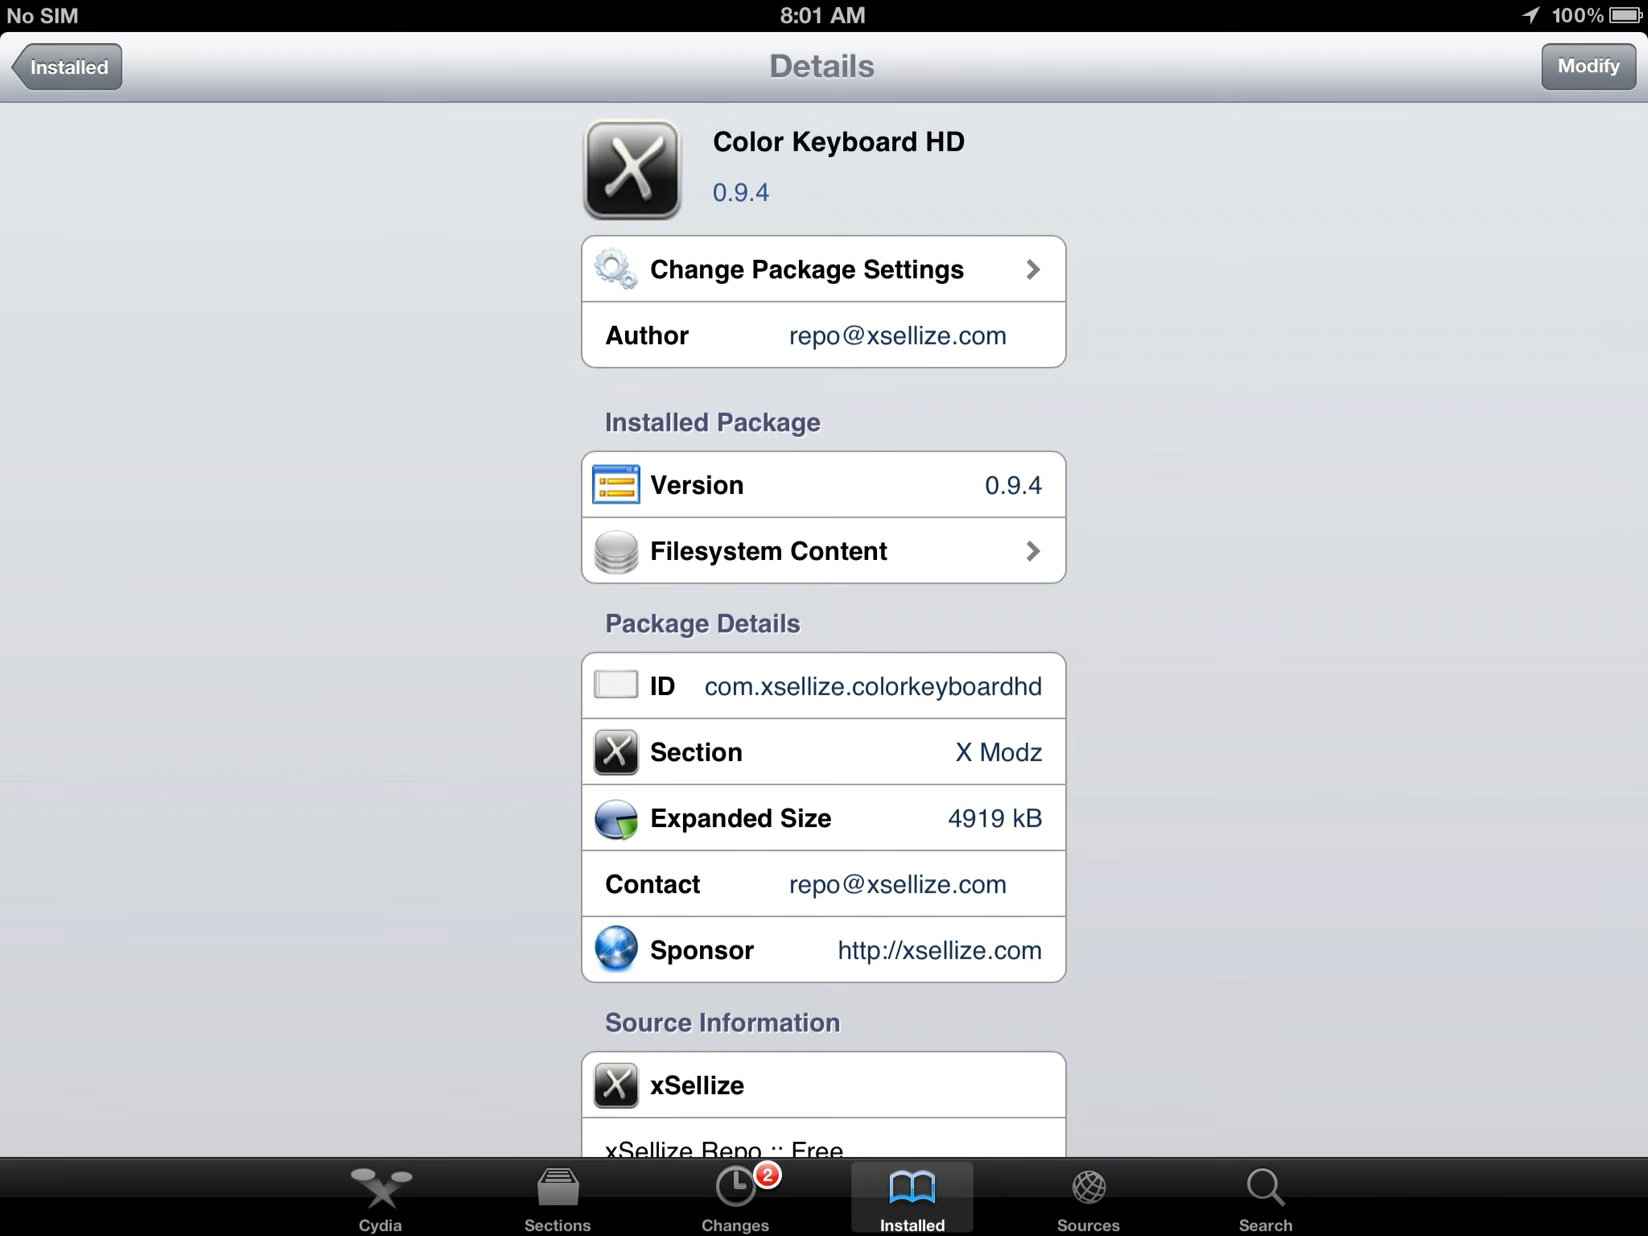 No SIM 8:01 AM 100%
Installed Details Modify
Color Keyboard HD
0.9.4
Change Package Settings
Author repo@xsellize.com
Installed Package
Version 0.9.4
Filesystem Content
Package Details
ID com.xsellize.colorkeyboardhd
Section X Modz
Expanded Size 4919 kB
Contact repo@xsellize.com
Sponsor http://xsellize.com
Source Information
xSellize
xSellize Repo :: Free
2
Cydia Sections Changes Installed Sources Search